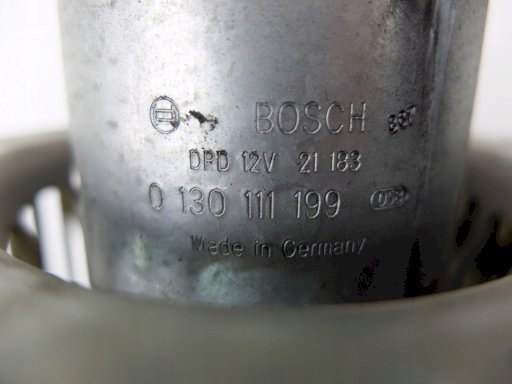 BOSCH
DPD 12V 21 183
0 130 111 199
Made in Germany